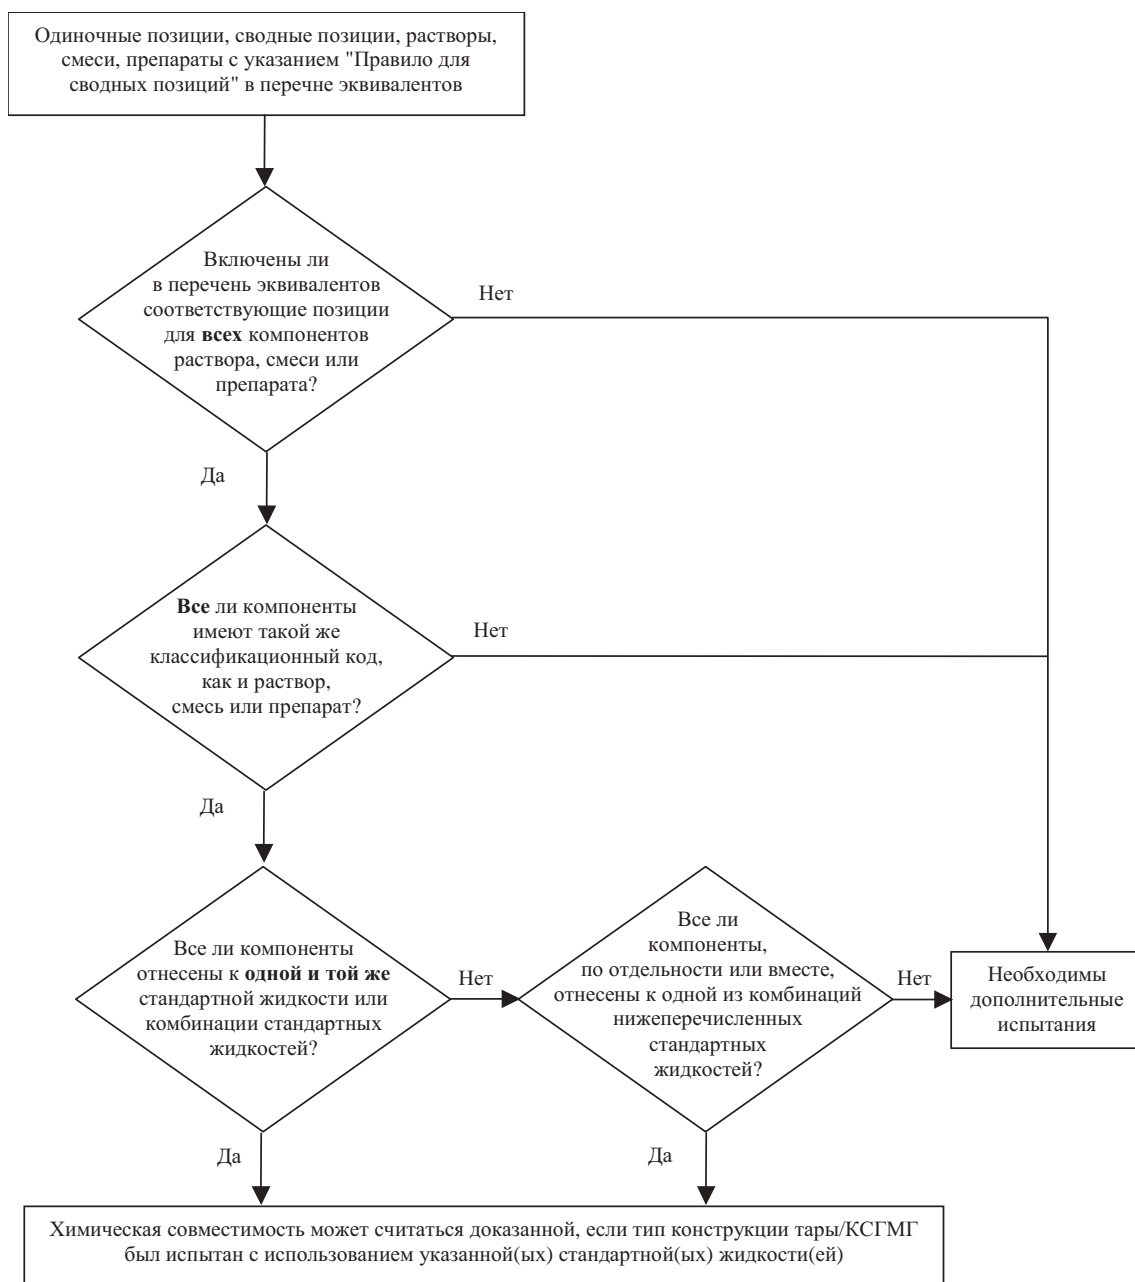 Одиночные позиции, сводные позиции, растворы,
смеси, препараты с указанием "Правило для
сводных позиций" в перечне эквивалентов
Включены ли
в перечень эквивалентов
соответствующие позиции
для всех компонентов
раствора, смеси или
препарата?
Нет
Да
Все ли компоненты
имеют такой же
классификационный код,
как и раствор,
смесь или препарат?
Нет
Да
Все ли компоненты
отнесены к одной и той же
стандартной жидкости или
комбинации стандартных
жидкостей?
Нет
Все ли
компоненты,
по отдельности или вместе,
отнесены к одной из комбинаций
нижеперечисленных
стандартных
жидкостей?
Нет
Необходимы
дополнительные
испытания
Да
Да
Химическая совместимость может считаться доказанной, если тип конструкции тары/КСГМГ
был испытан с использованием указанной(ых) стандартной(ых) жидкости(ей)